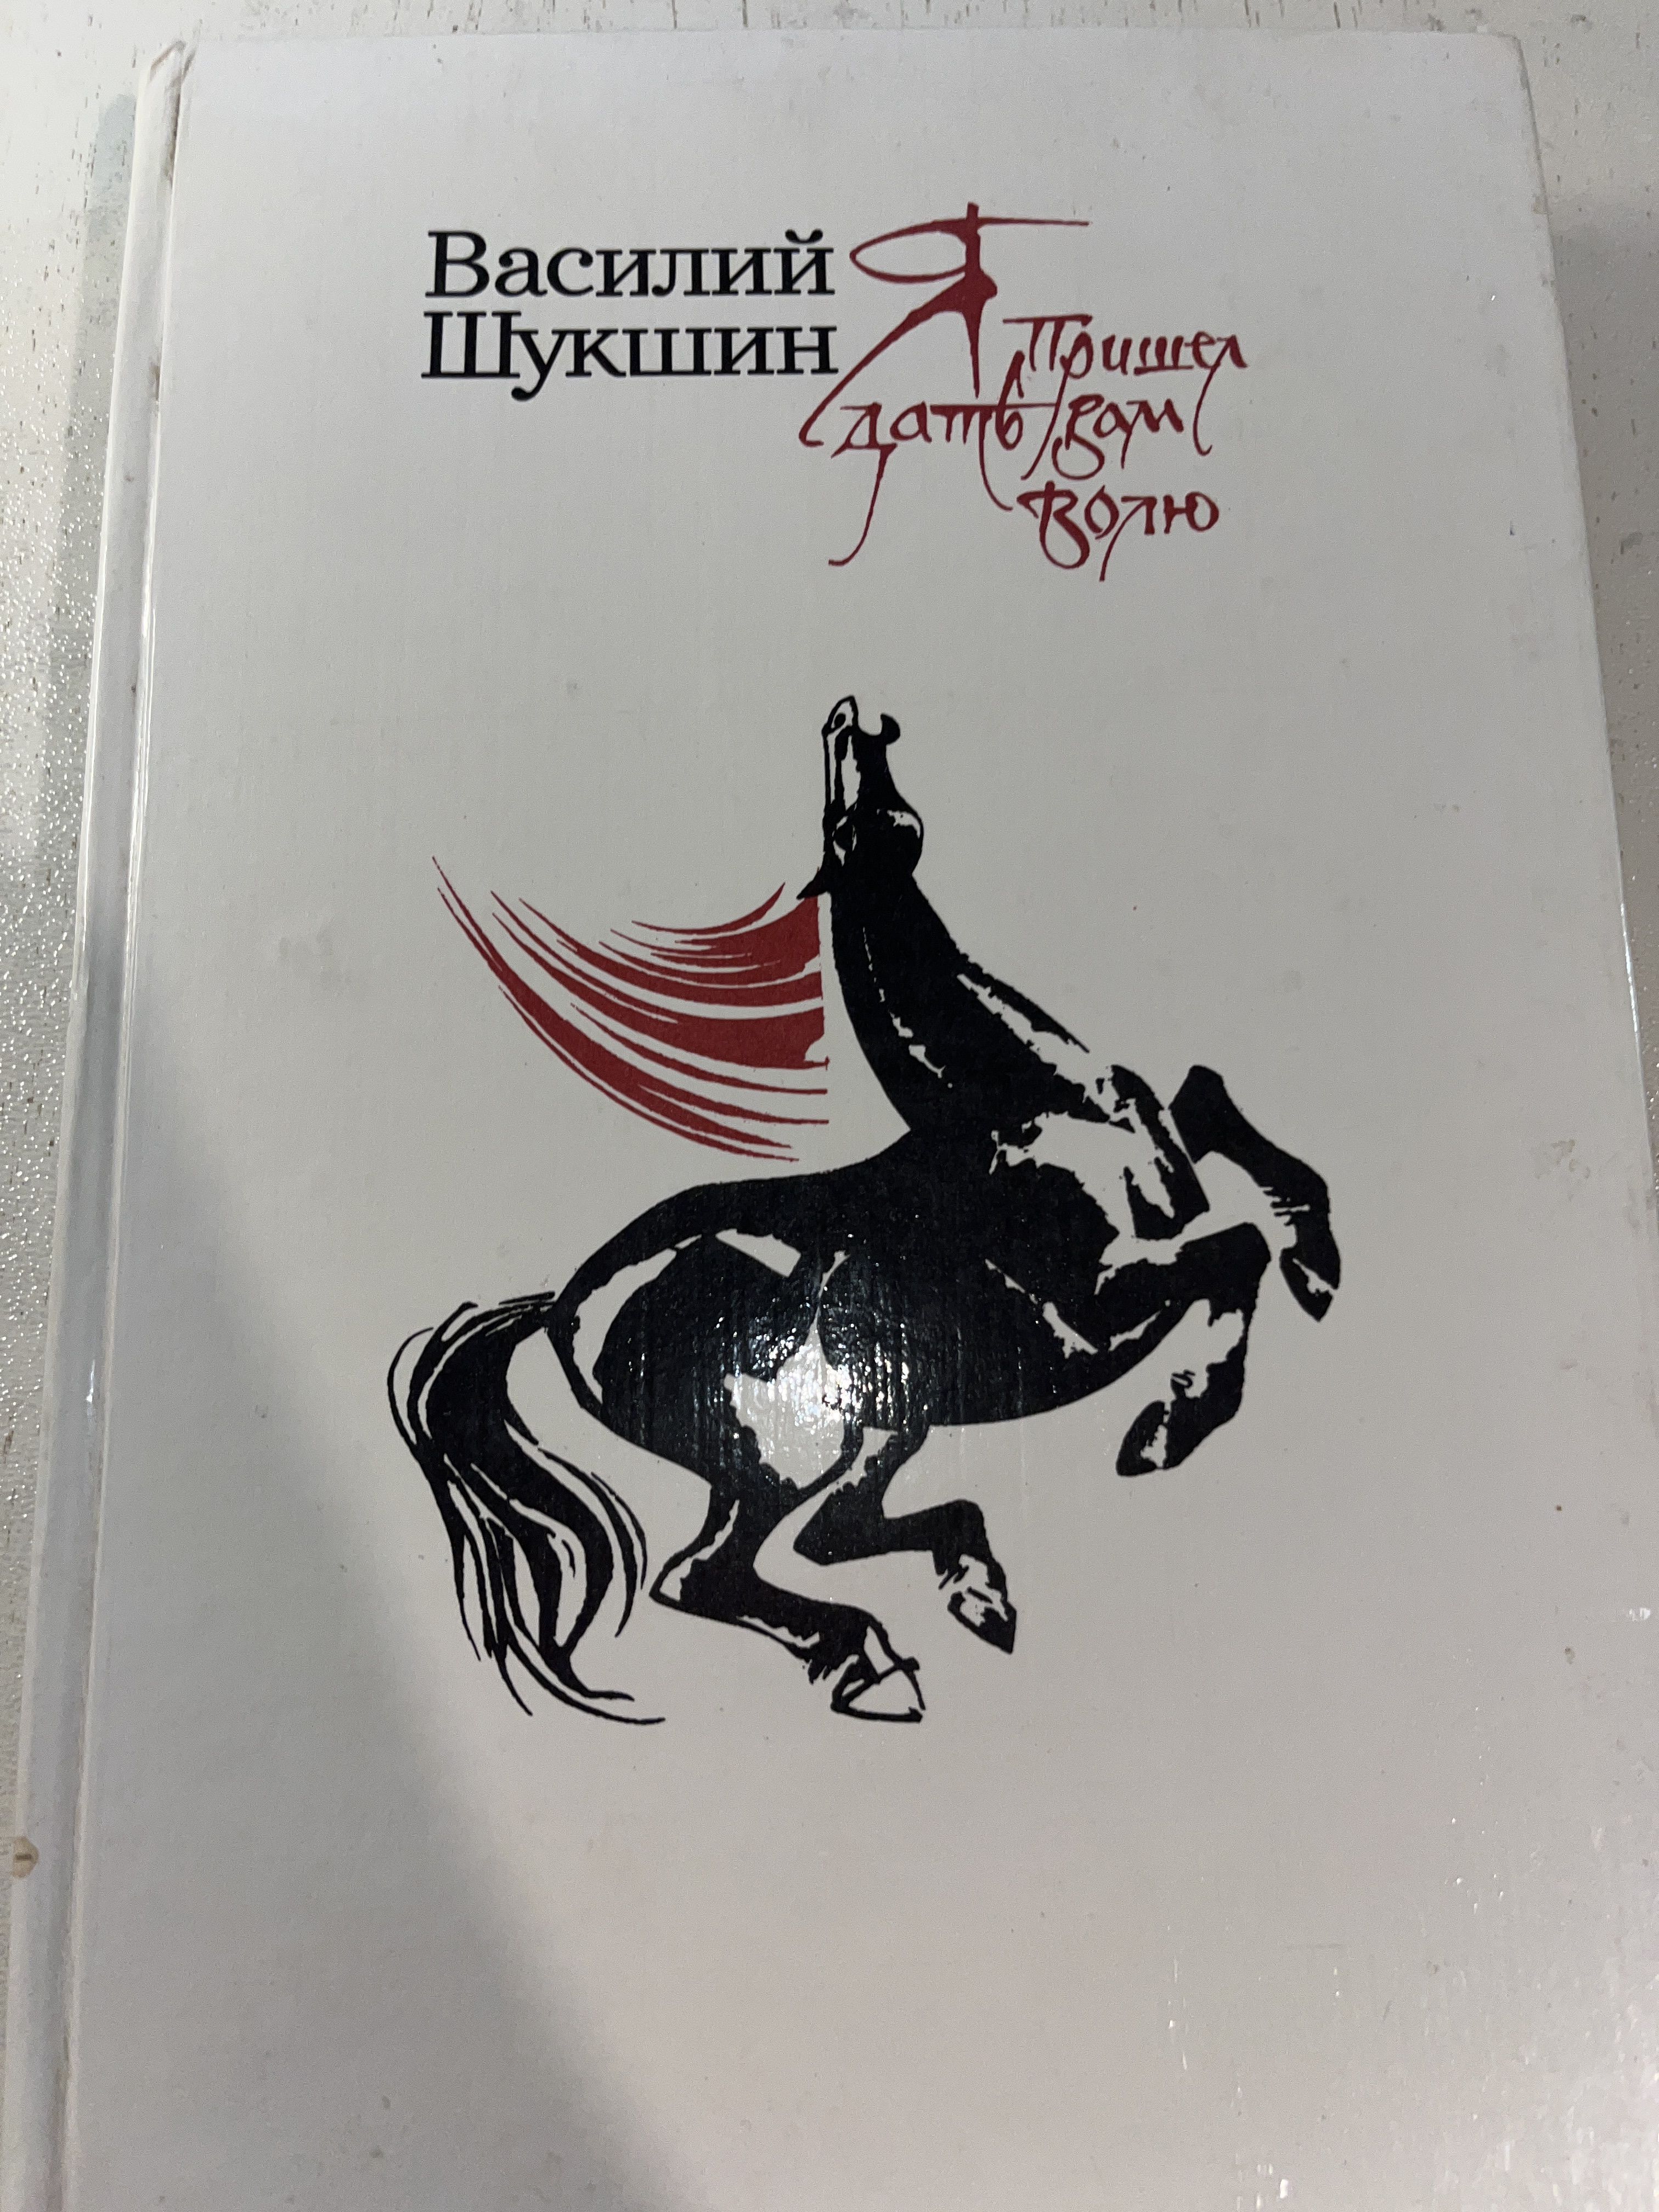 Василий
Шукшин
Я
пришел
дать вам
волю